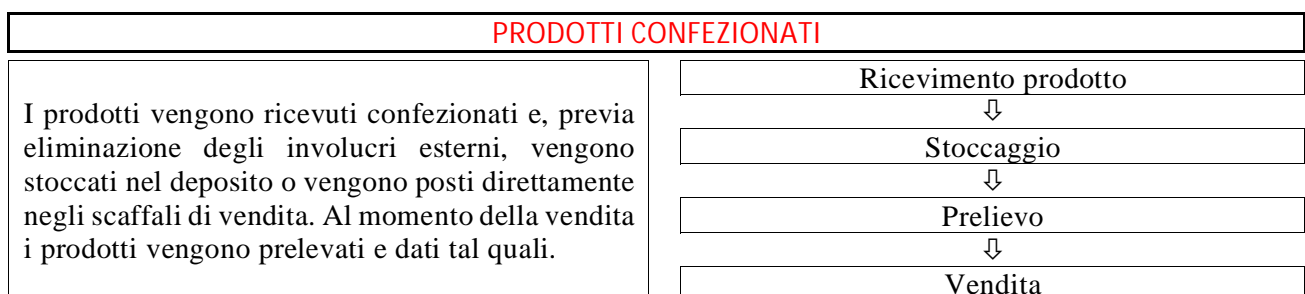 PRODOTTI CONFEZIONATI
I prodotti vengono ricevuti confezionati e, previa
eliminazione degli involucri esterni, vengono
stoccati nel deposito o vengono posti direttamente
negli scaffali di vendita. Al momento della vendita
i prodotti vengono prelevati e dati tal quali.
Ricevimento prodotto
⇩
Stoccaggio
⇩
Prelievo
⇩
Vendita